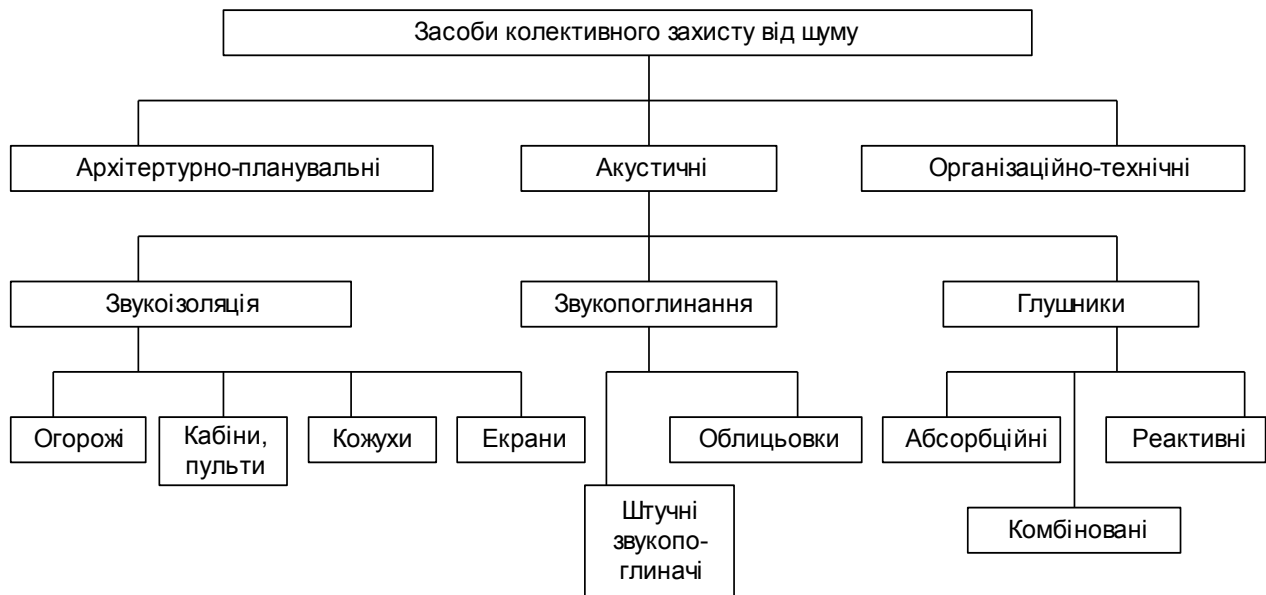 Засоби колективного захисту від шуму
Архітертурно-планувальні
Акустичні
Організаційно-технічні
Звукоізоляція
Звукопоглинання
Глушники
Огорожі
Кабіни,
пульти
Кожухи
Екрани
Облицьовки
Абсорбційні
Реактивні
Штучні
звукопо-
глиначі
Комбіновані